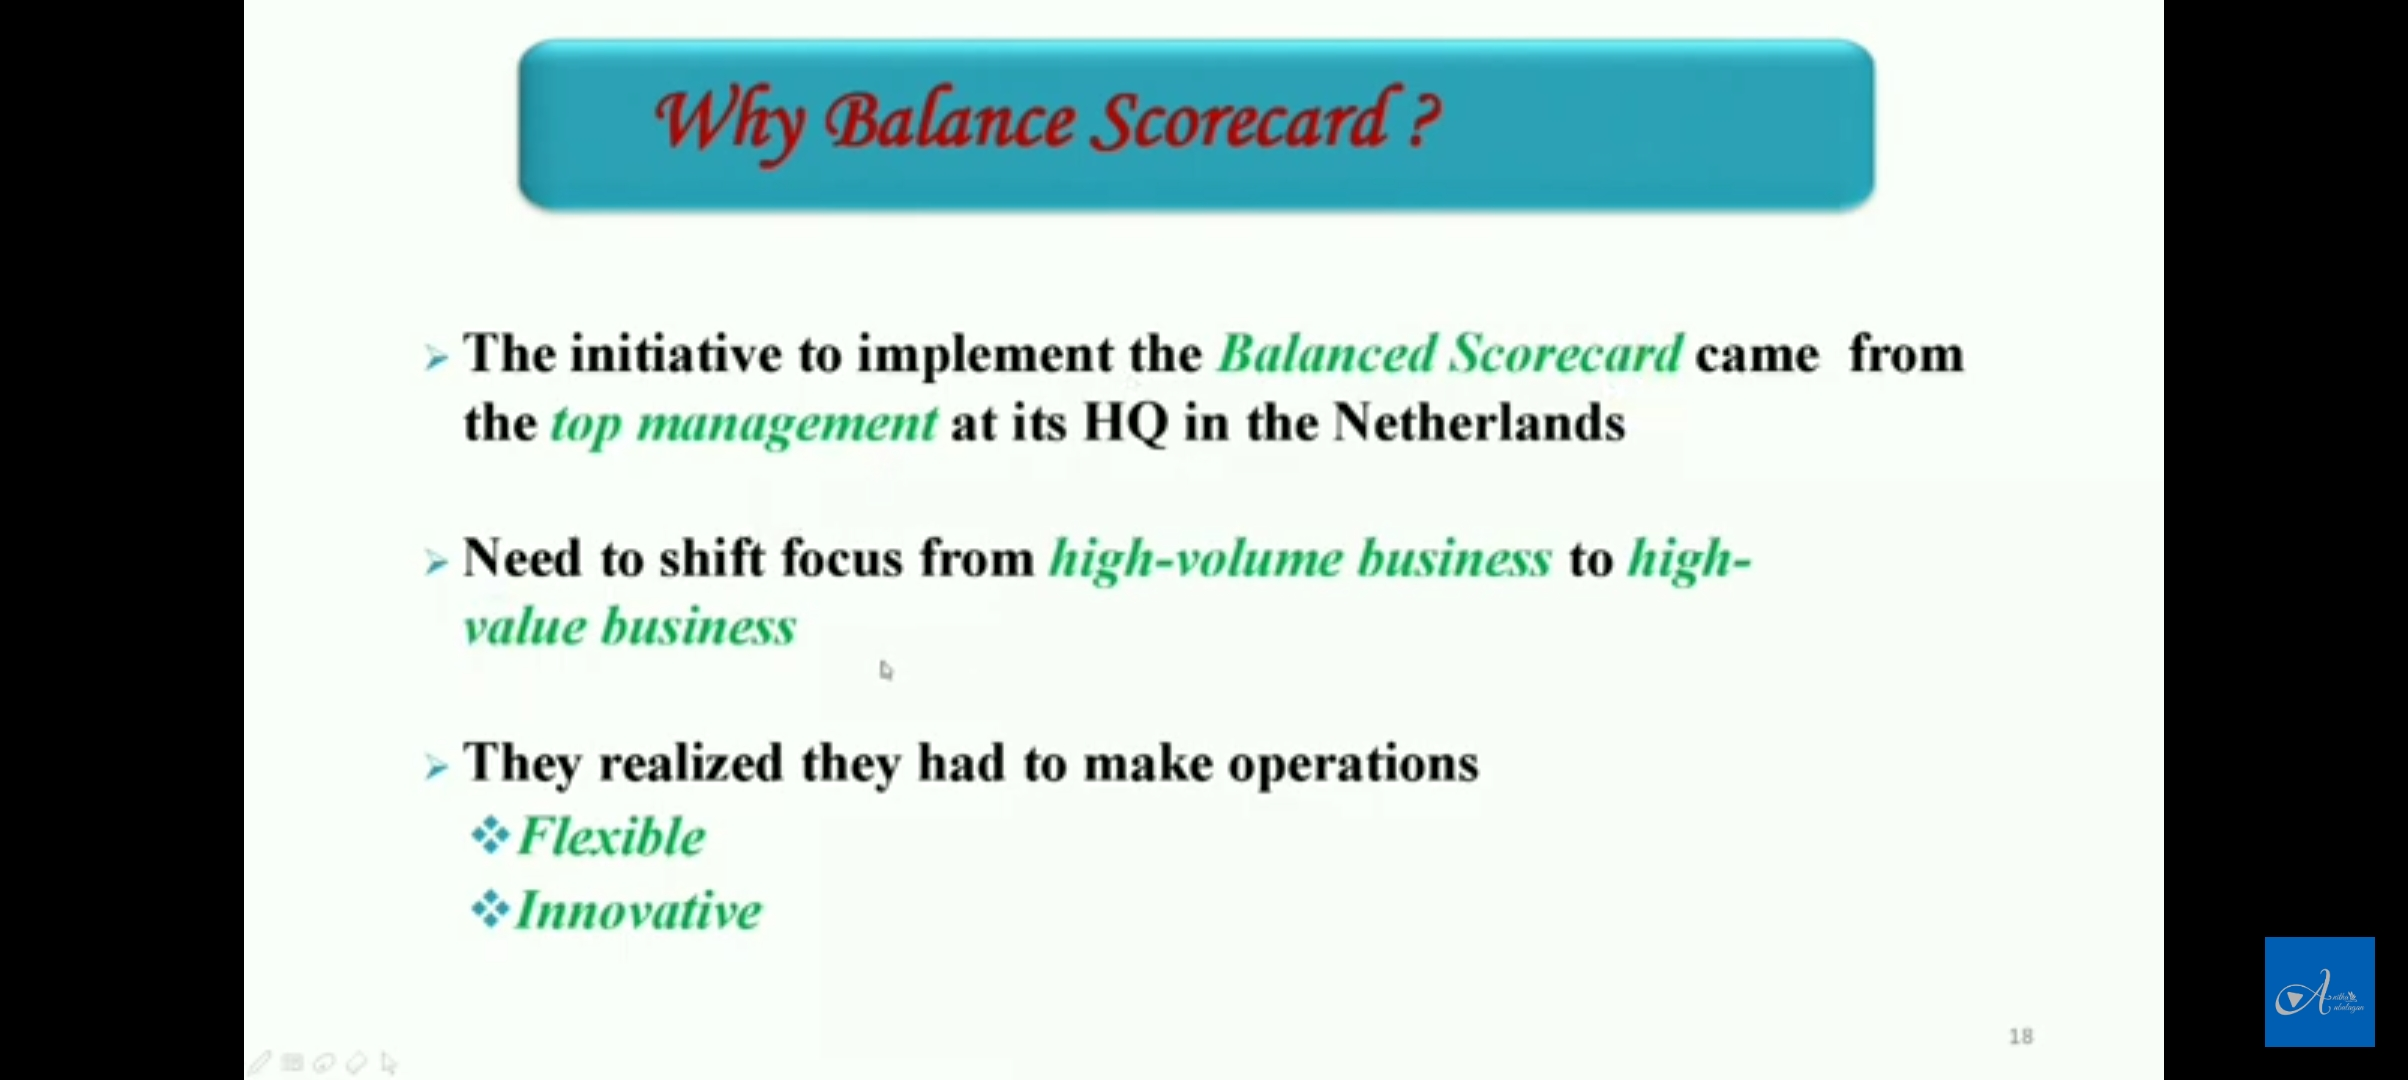 Why Balance Scorecard ?
The initiative to implement the Balanced Scorecard came from
the top management at its HQ in the Netherlands
Need to shift focus from high-volume business to high-
value business
They realized they had to make operations
Flexible
Innovative
18